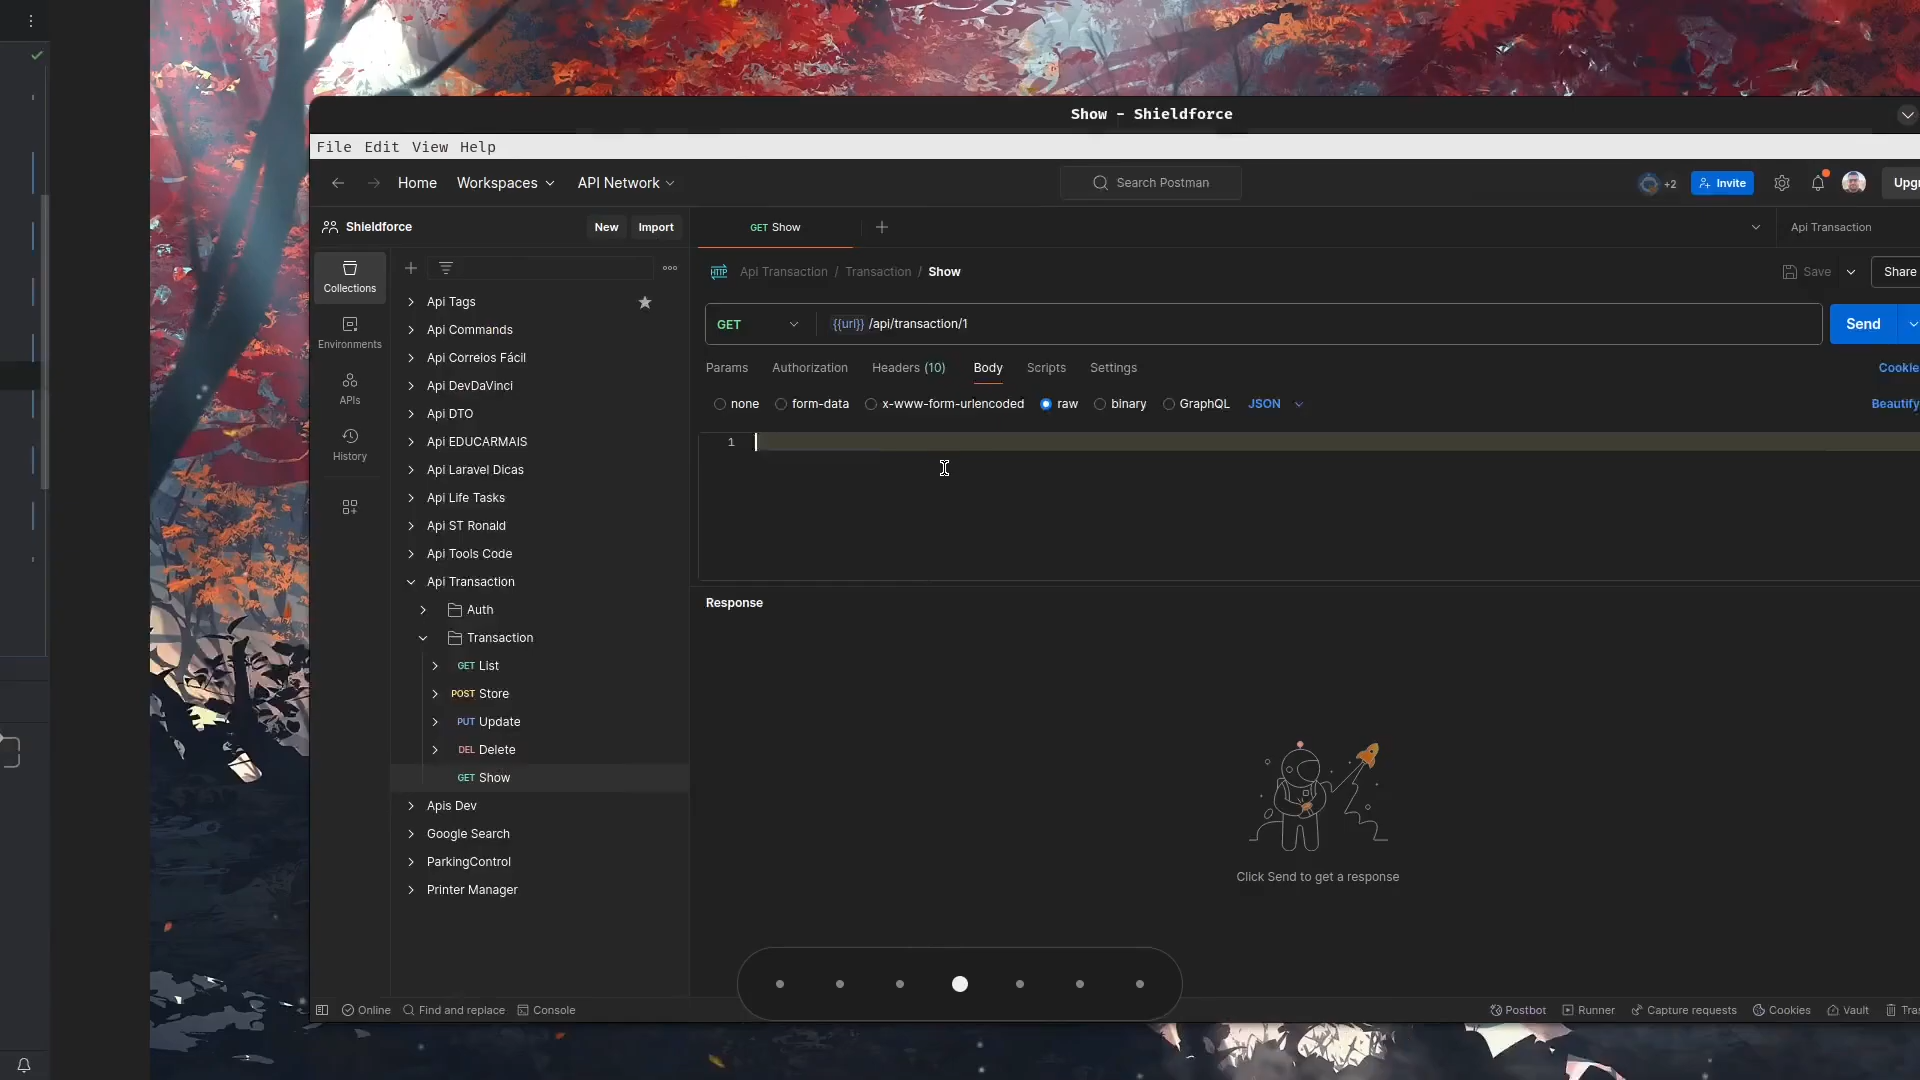 Show - Shieldforce
File Edit View Help
Home Workspaces API Network
Search Postman
+2
Invite
Shieldforce New Import
GET Show
Api Transaction
Collections
Environments
APIs
History
Api Tags
Api Commands
Api Correios Fácil
Api DevDaVinci
Api DTO
Api EDUCARMAIS
Api Laravel Dicas
Api Life Tasks
Api ST Ronald
Api Tools Code
Api Transaction
Auth
Transaction
GET List
POST Store
PUT Update
DEL Delete
GET Show
Apis Dev
Google Search
ParkingControl
Printer Manager
HTTP Api Transaction / Transaction / Show
Save Share
GET {{url}} /api/transaction/1
Send
Params Authorization Headers (10) Body Scripts Settings
Cookie
none form-data x-www-form-urlencoded raw binary GraphQL JSON
Beautify
1
Response
Click Send to get a response
Online Find and replace Console
Postbot Runner Capture requests Cookies Vault